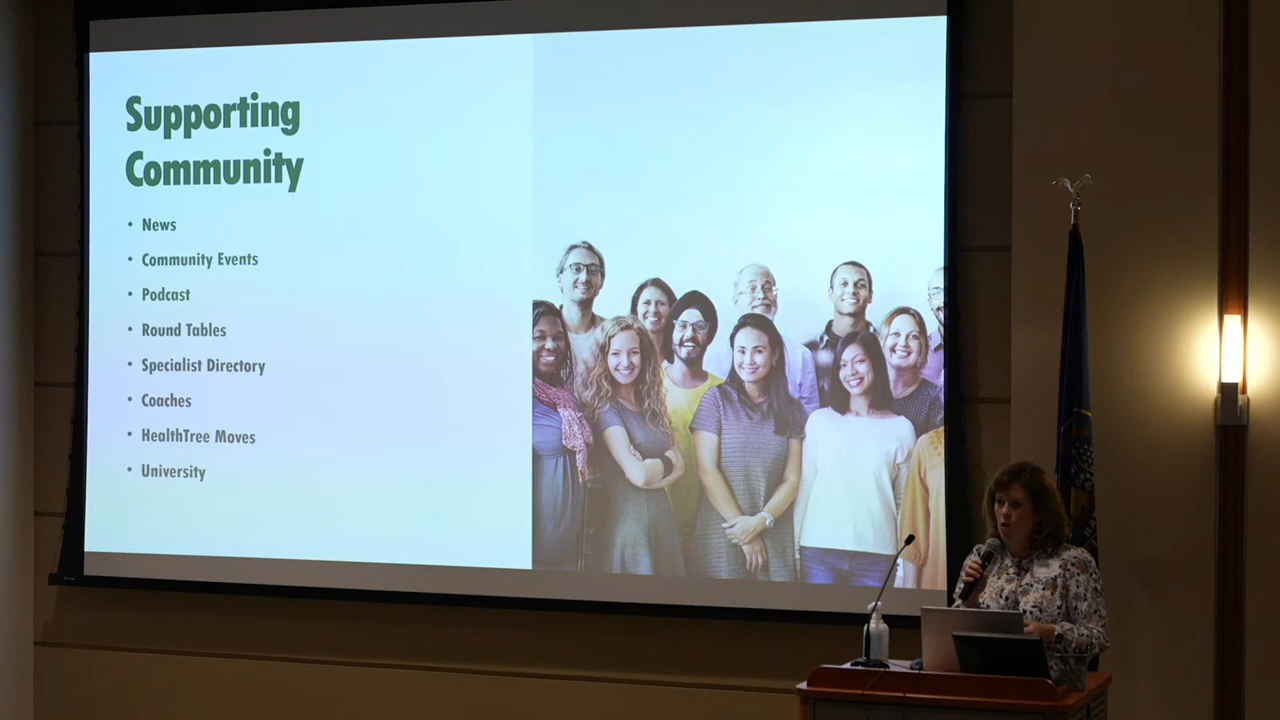 Supporting
Community
• News
• Community Events
• Podcast
• Round Tables
• Specialist Directory
• Coaches
• HealthTree Moves
• University